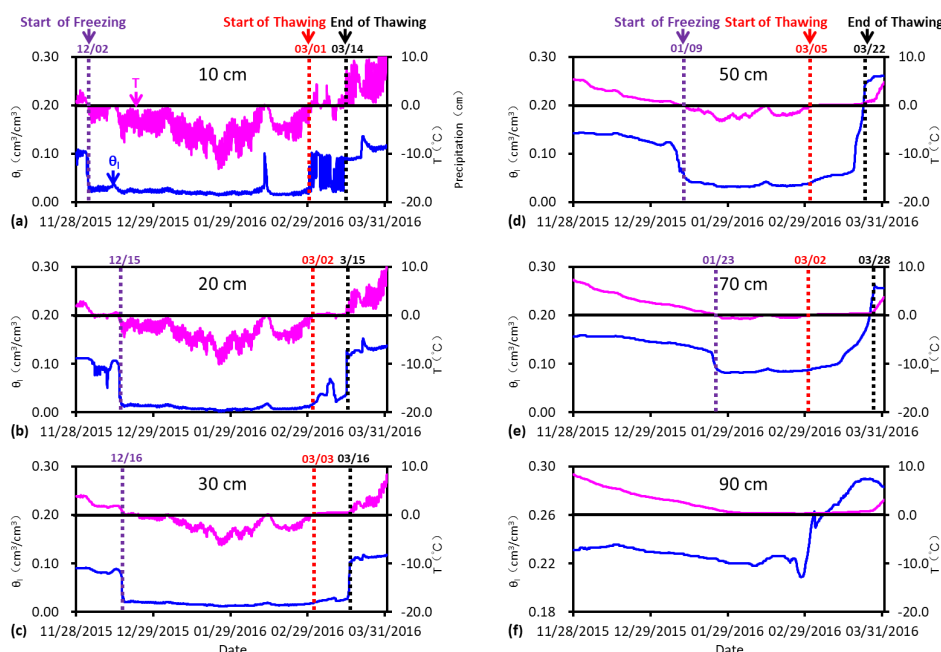 Start of Freezing Start of Thawing End of Thawing
12/02 03/01 03/14
0.30 10.0
10 cm
T
0.20 0.0
0.10 -10.0
θl
0.00 -20.0
θl (cm3/cm3)
Precipitation (cm)
T (°C)
(a)
11/28/2015 12/29/2015 01/29/2016 02/29/2016 03/31/2016
12/15 03/02 3/15
0.30 10.0
20 cm
0.20 0.0
0.10 -10.0
0.00 -20.0
θl (cm3/cm3)
T (°C)
(b)
11/28/2015 12/29/2015 01/29/2016 02/29/2016 03/31/2016
12/16 03/03 03/16
0.30 10.0
30 cm
0.20 0.0
0.10 -10.0
0.00 -20.0
θl (cm3/cm3)
T (°C)
(c)
11/28/2015 12/29/2015 01/29/2016 02/29/2016 03/31/2016
Date
Start of Freezing Start of Thawing End of Thawing
01/09 03/05 03/22
0.30 10.0
50 cm
0.20 0.0
0.10 -10.0
0.00 -20.0
θl (cm3/cm3)
T (°C)
(d)
11/28/2015 12/29/2015 01/29/2016 02/29/2016 03/31/2016
01/23 03/02 03/28
0.30 10.0
70 cm
0.20 0.0
0.10 -10.0
0.00 -20.0
θl (cm3/cm3)
T (°C)
(e)
11/28/2015 12/29/2015 01/29/2016 02/29/2016 03/31/2016
0.30 10.0
90 cm
0.26 0.0
0.22 -10.0
0.18 -20.0
θl (cm3/cm3)
T (°C)
(f)
11/28/2015 12/29/2015 01/29/2016 02/29/2016 03/31/2016
Date